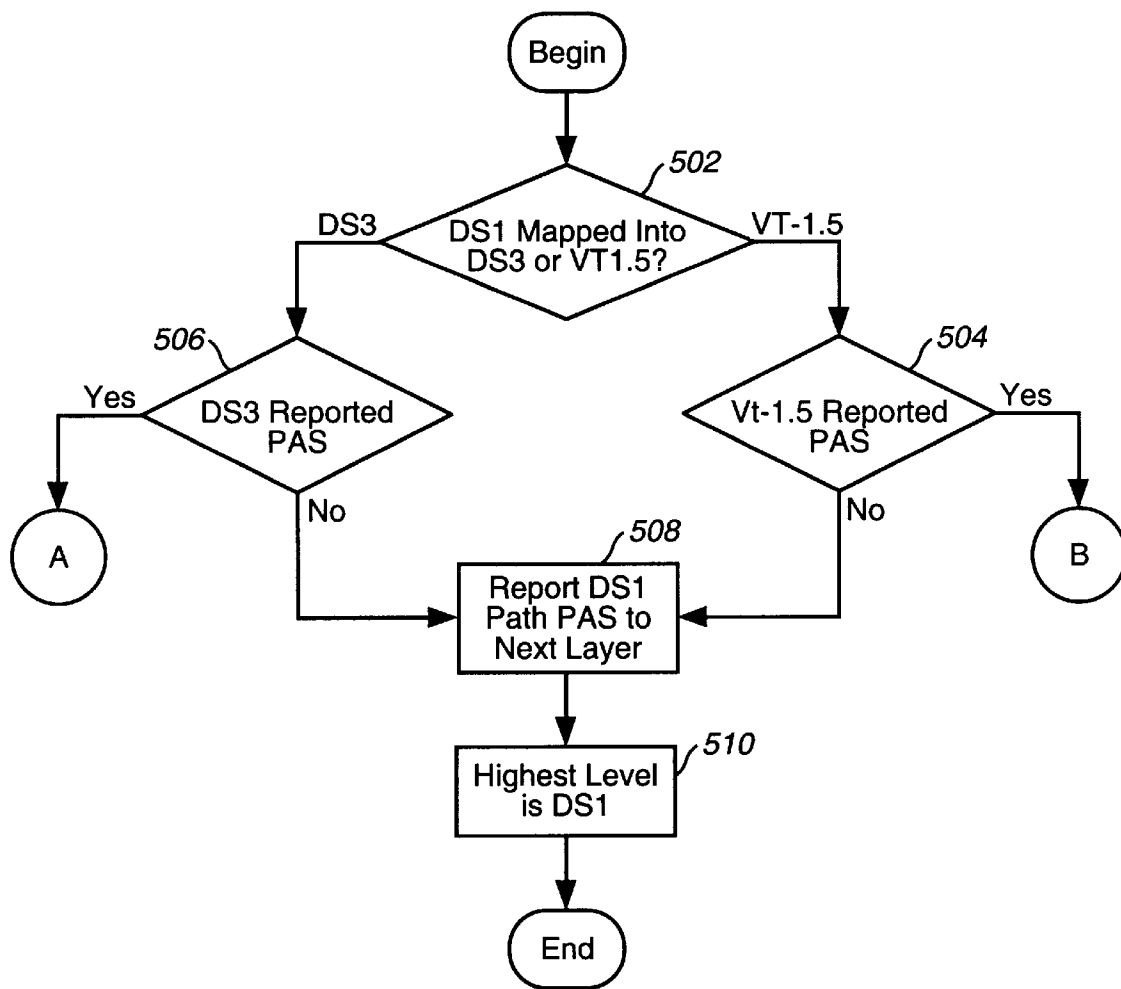 Begin
502
DS3
DS1 Mapped Into
DS3 or VT1.5?
VT-1.5
506
504
Yes
DS3 Reported
PAS
Vt-1.5 Reported
PAS
Yes
No
No
A
B
508
Report DS1
Path PAS to
Next Layer
510
Highest Level
is DS1
End